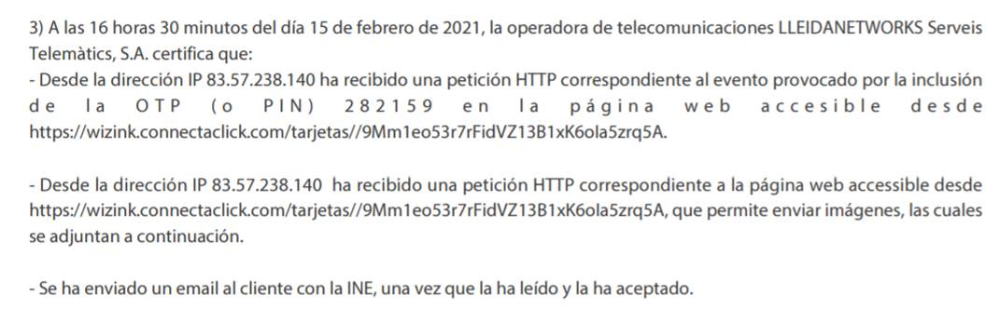 3) A las 16 horas 30 minutos del día 15 de febrero de 2021, la operadora de telecomunicaciones LLEIDANETWORKS Serveis
Telemàtics, S.A. certifica que:
- Desde la dirección IP 83.57.238.140 ha recibido una petición HTTP correspondiente al evento provocado por la inclusión
de la OTP (o PIN) 282159 en la página web accesible desde
https://wizink.connectaclick.com/tarjetas//9Mm1eo53r7rFidVZ13B1xK6ola5zrq5A.
- Desde la dirección IP 83.57.238.140 ha recibido una petición HTTP correspondiente a la página web accessible desde
https://wizink.connectaclick.com/tarjetas//9Mm1eo53r7rFidVZ13B1xK6ola5zrq5A, que permite enviar imágenes, las cuales
se adjuntan a continuación.
- Se ha enviado un email al cliente con la INE, una vez que la ha leído y la ha aceptado.